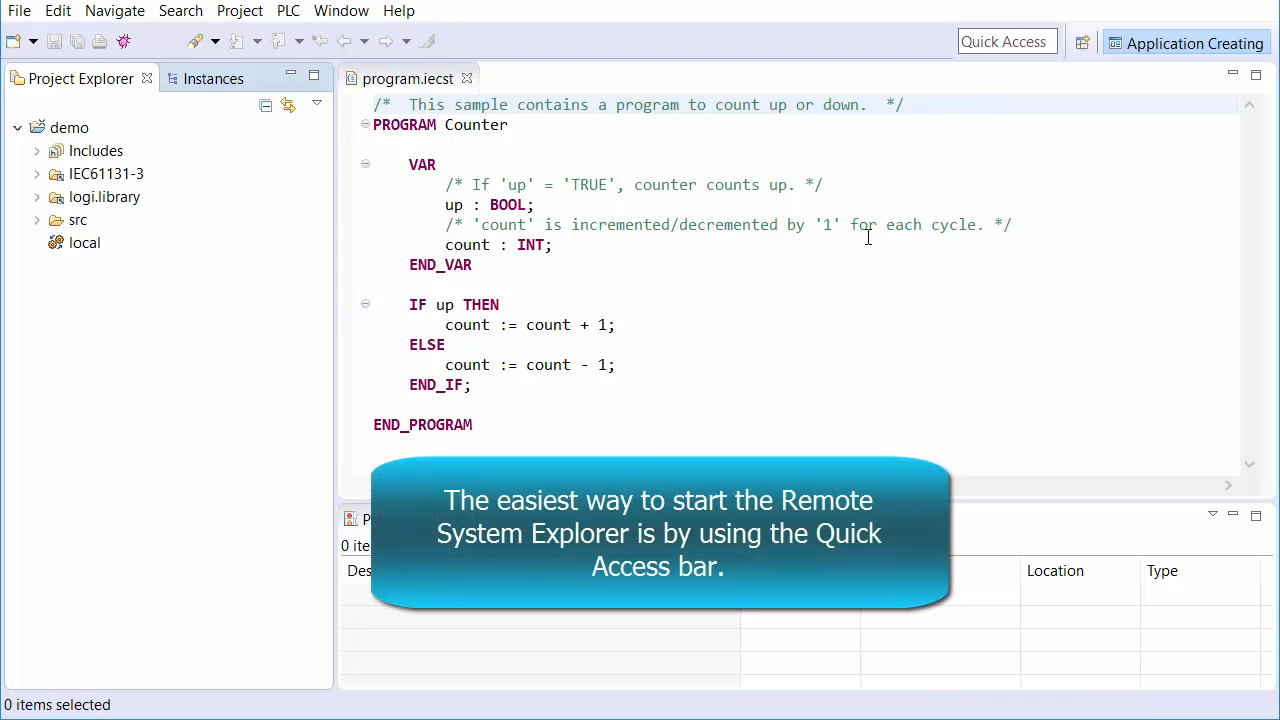 File Edit Navigate Search Project PLC Window Help
Quick Access Application Creating
Project Explorer Instances
program.iecst
demo
Includes
IEC61131-3
logi.library
src
local
/*  This sample contains a program to count up or down.  */
PROGRAM Counter
VAR
/* If 'up' = 'TRUE', counter counts up. */
up : BOOL;
/* 'count' is incremented/decremented by '1' for each cycle. */
count : INT;
END_VAR
IF up THEN
count := count + 1;
ELSE
count := count - 1;
END_IF;
END_PROGRAM
The easiest way to start the Remote
System Explorer is by using the Quick
Access bar.
Location Type
0 items selected